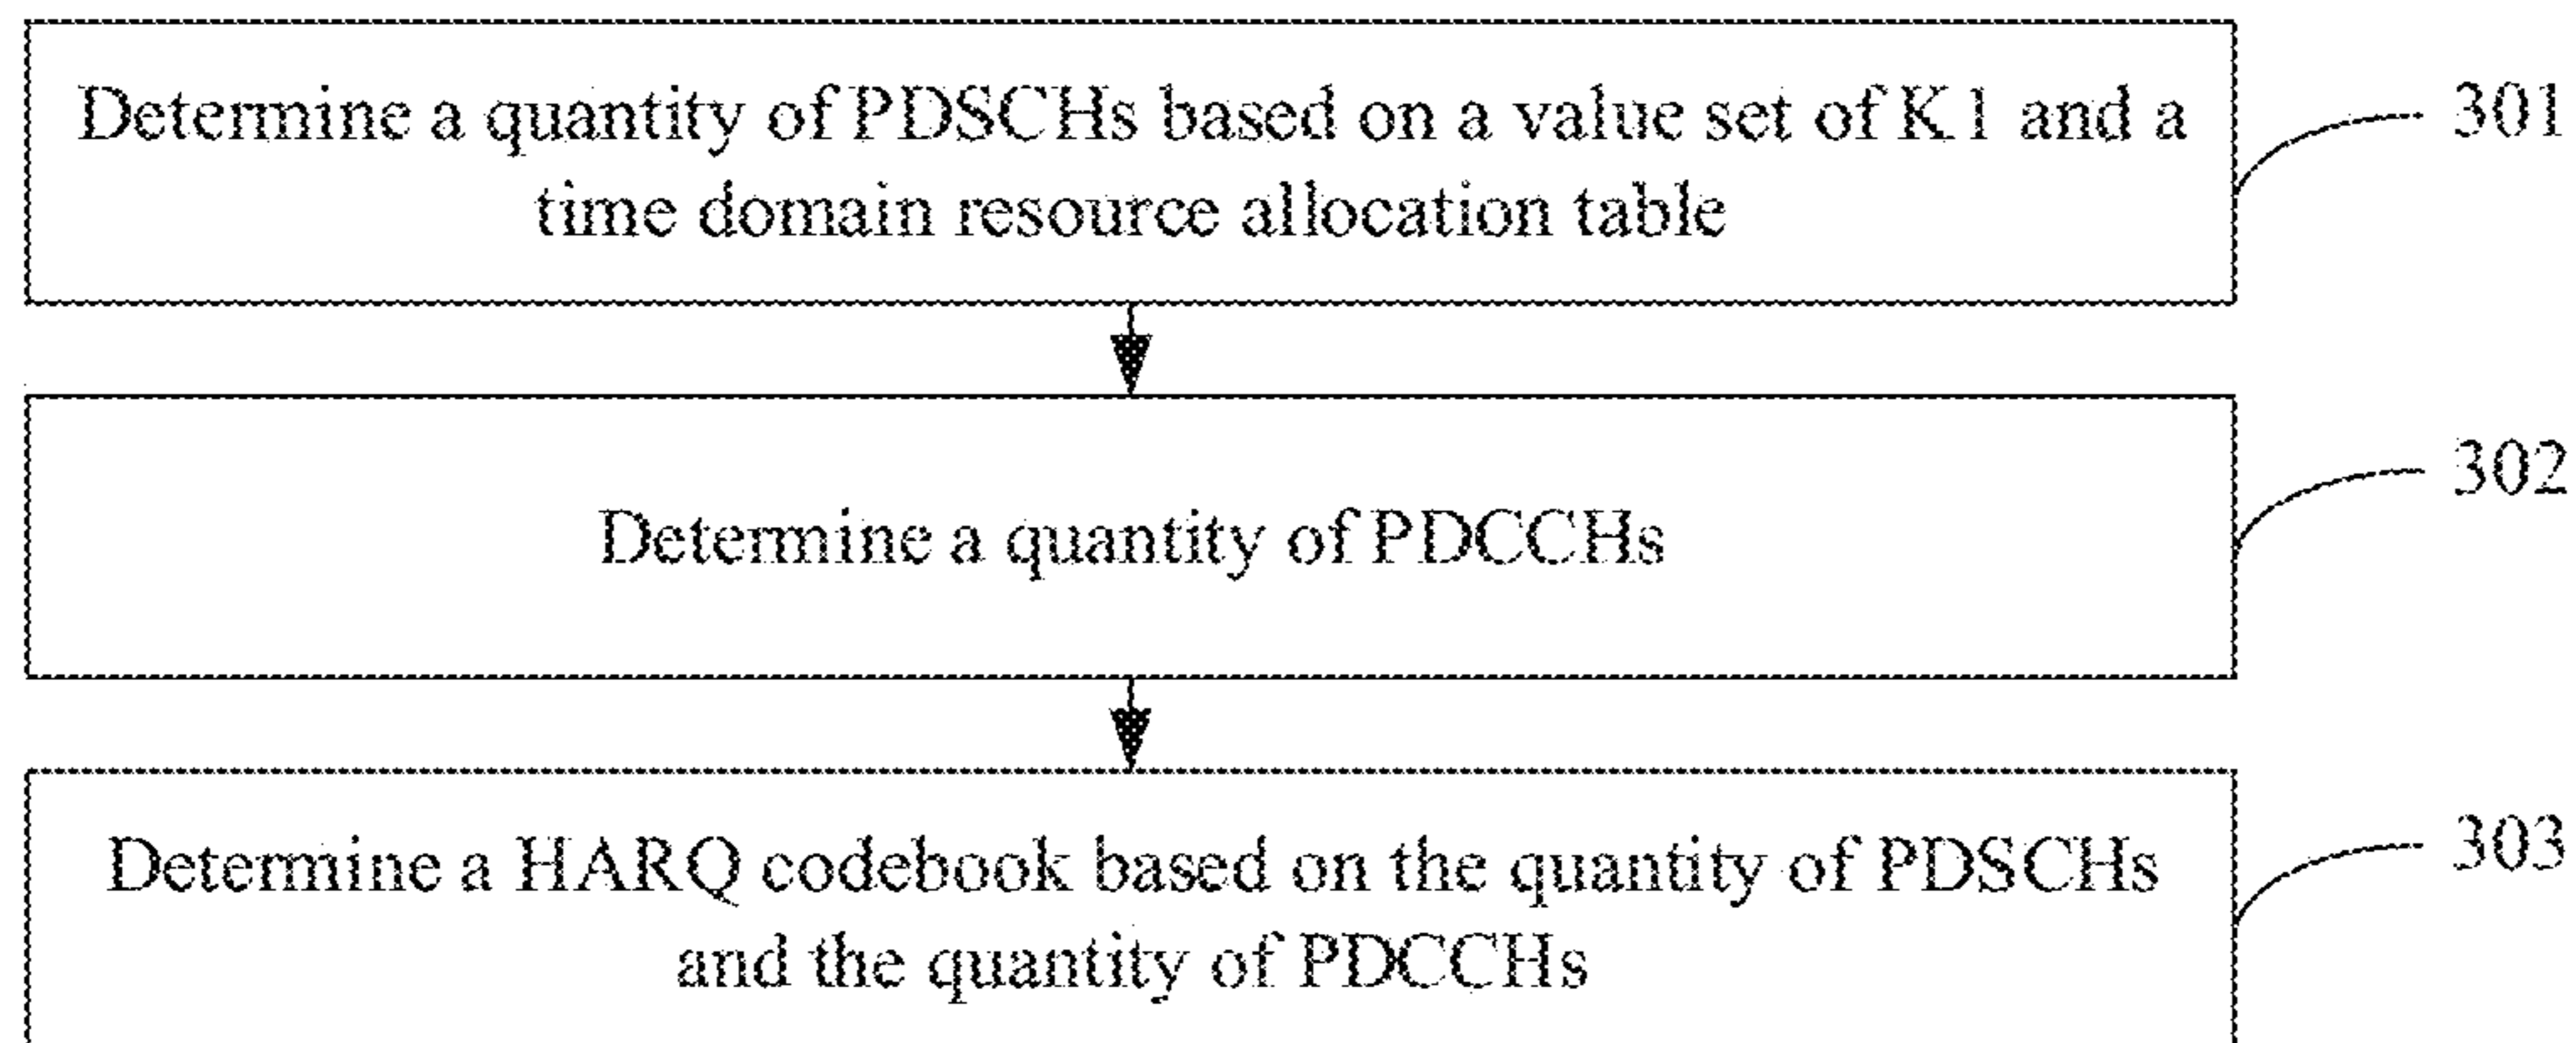 Determine a quantity of PDSCHs based on a value set of K1 and a
time domain resource allocation table
301
Determine a quantity of PDCCHs
302
Determine a HARQ codebook based on the quantity of PDSCHs
and the quantity of PDCCHs
303